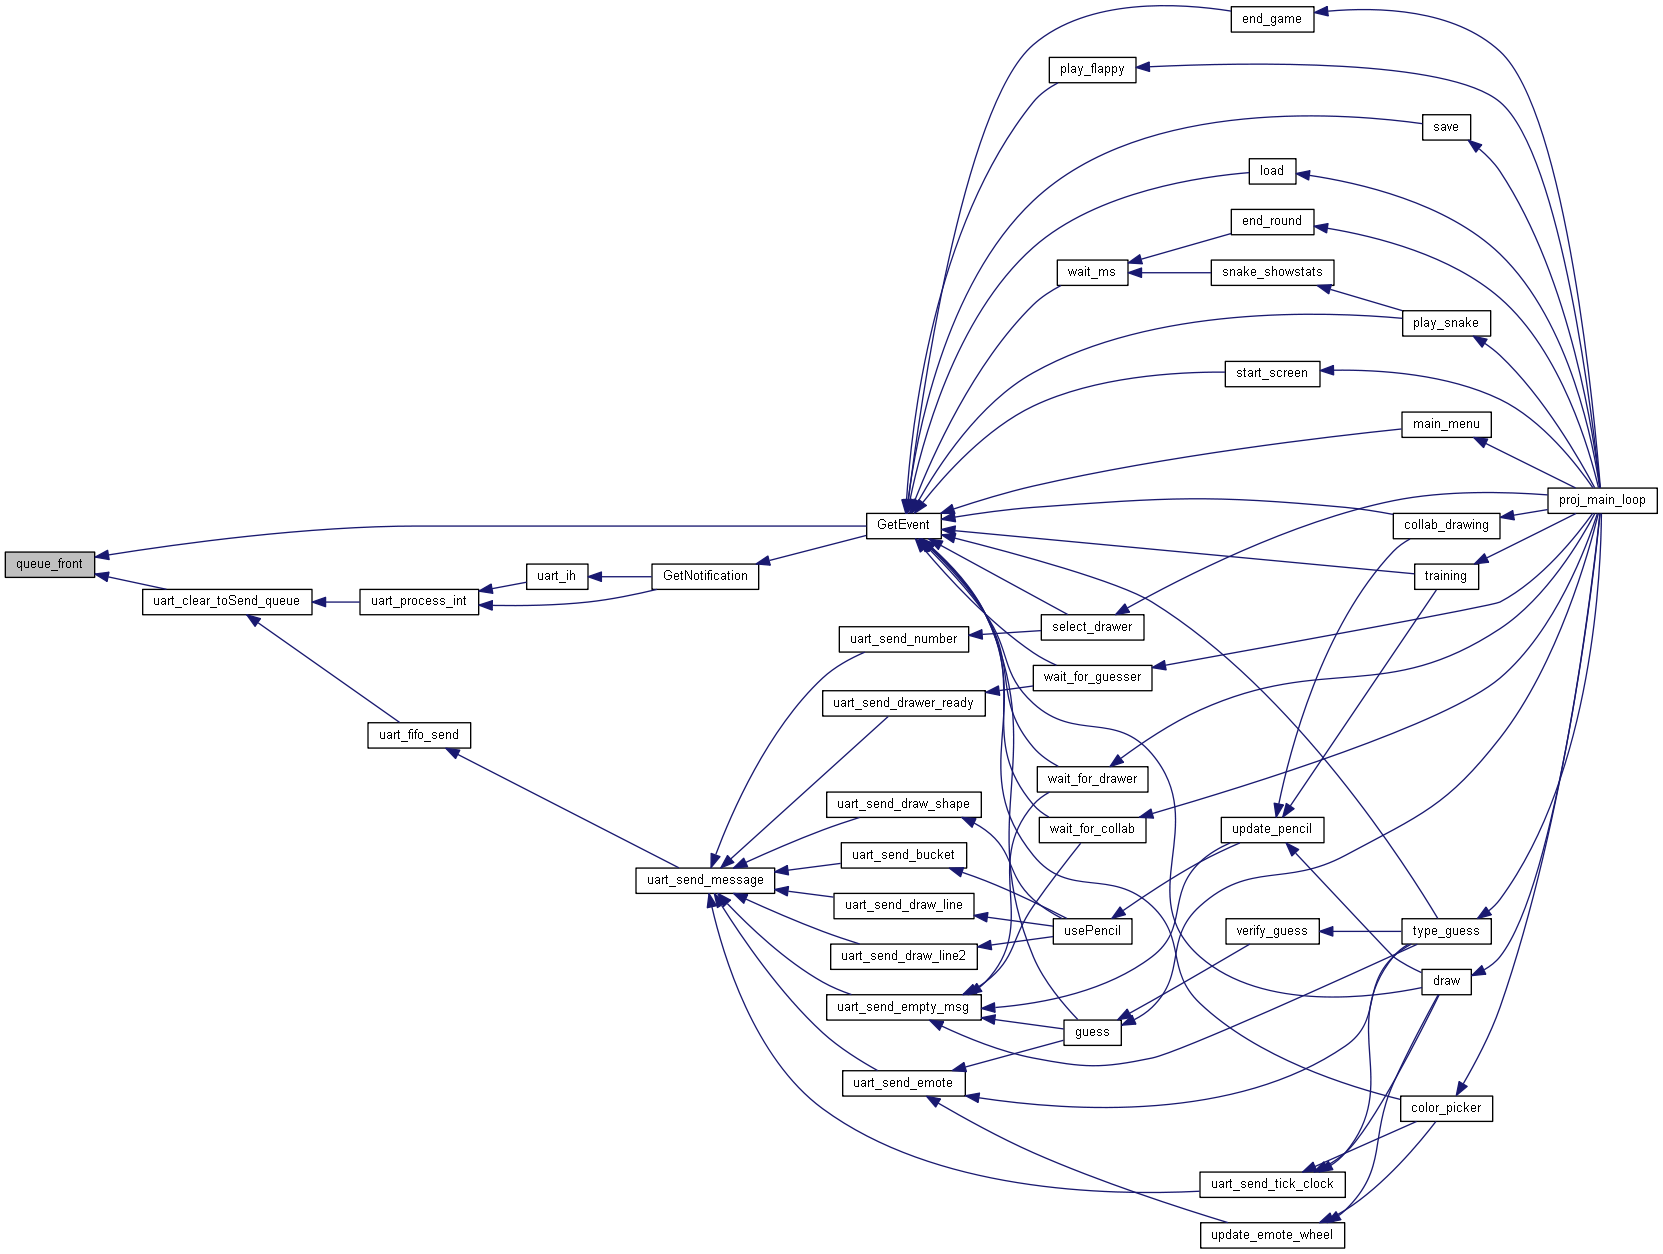 end_game
play_flappy
save
load
end_round
wait_ms
snake_showstats
play_snake
start_screen
main_menu
proj_main_loop
GetEvent
collab_drawing
queue_front
uart_ih
GetNotification
training
uart_clear_toSend_queue
uart_process_int
select_drawer
uart_send_number
wait_for_guesser
uart_send_drawer_ready
uart_fifo_send
wait_for_drawer
uart_send_draw_shape
wait_for_collab
update_pencil
uart_send_bucket
uart_send_message
uart_send_draw_line
usePencil
verify_guess
type_guess
uart_send_draw_line2
draw
uart_send_empty_msg
guess
uart_send_emote
color_picker
uart_send_tick_clock
update_emote_wheel